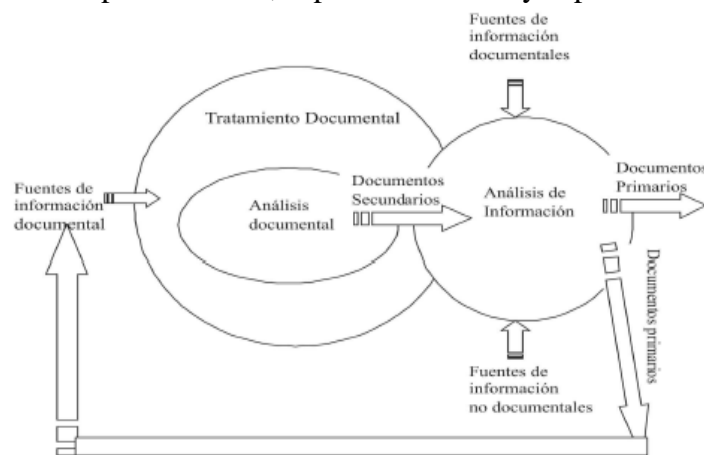 Fuentes de
información
documentales
Tratamiento Documental
Fuentes de
información
documental
Análisis
documental
Documentos
Secundarios
Análisis de
Información
Documentos
Primarios
Documentos primarios
Fuentes de
información
no documentales